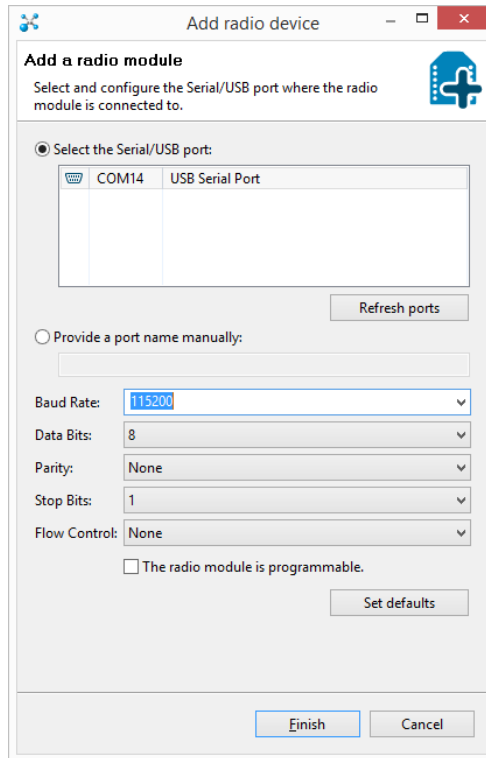 Add radio device
Add a radio module
Select and configure the Serial/USB port where the radio
module is connected to.
Select the Serial/USB port:
COM14 USB Serial Port
Refresh ports
Provide a port name manually:
Baud Rate: 115200
Data Bits: 8
Parity: None
Stop Bits: 1
Flow Control: None
The radio module is programmable.
Set defaults
Finish Cancel